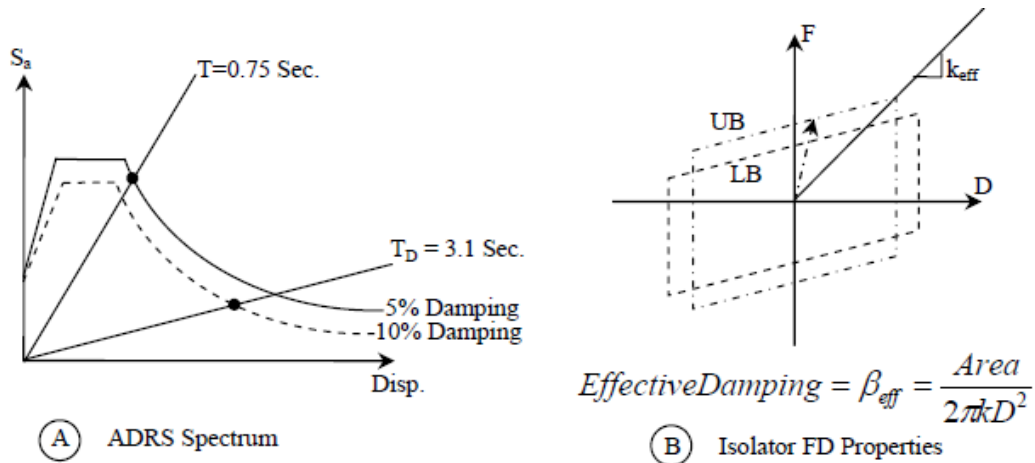 Sa
T=0.75 Sec.
TD = 3.1 Sec.
5% Damping
10% Damping
Disp.
A ADRS Spectrum
F
keff
UB
LB
D
EffectiveDamping = βeff = Area / 2πkD²
B Isolator FD Properties